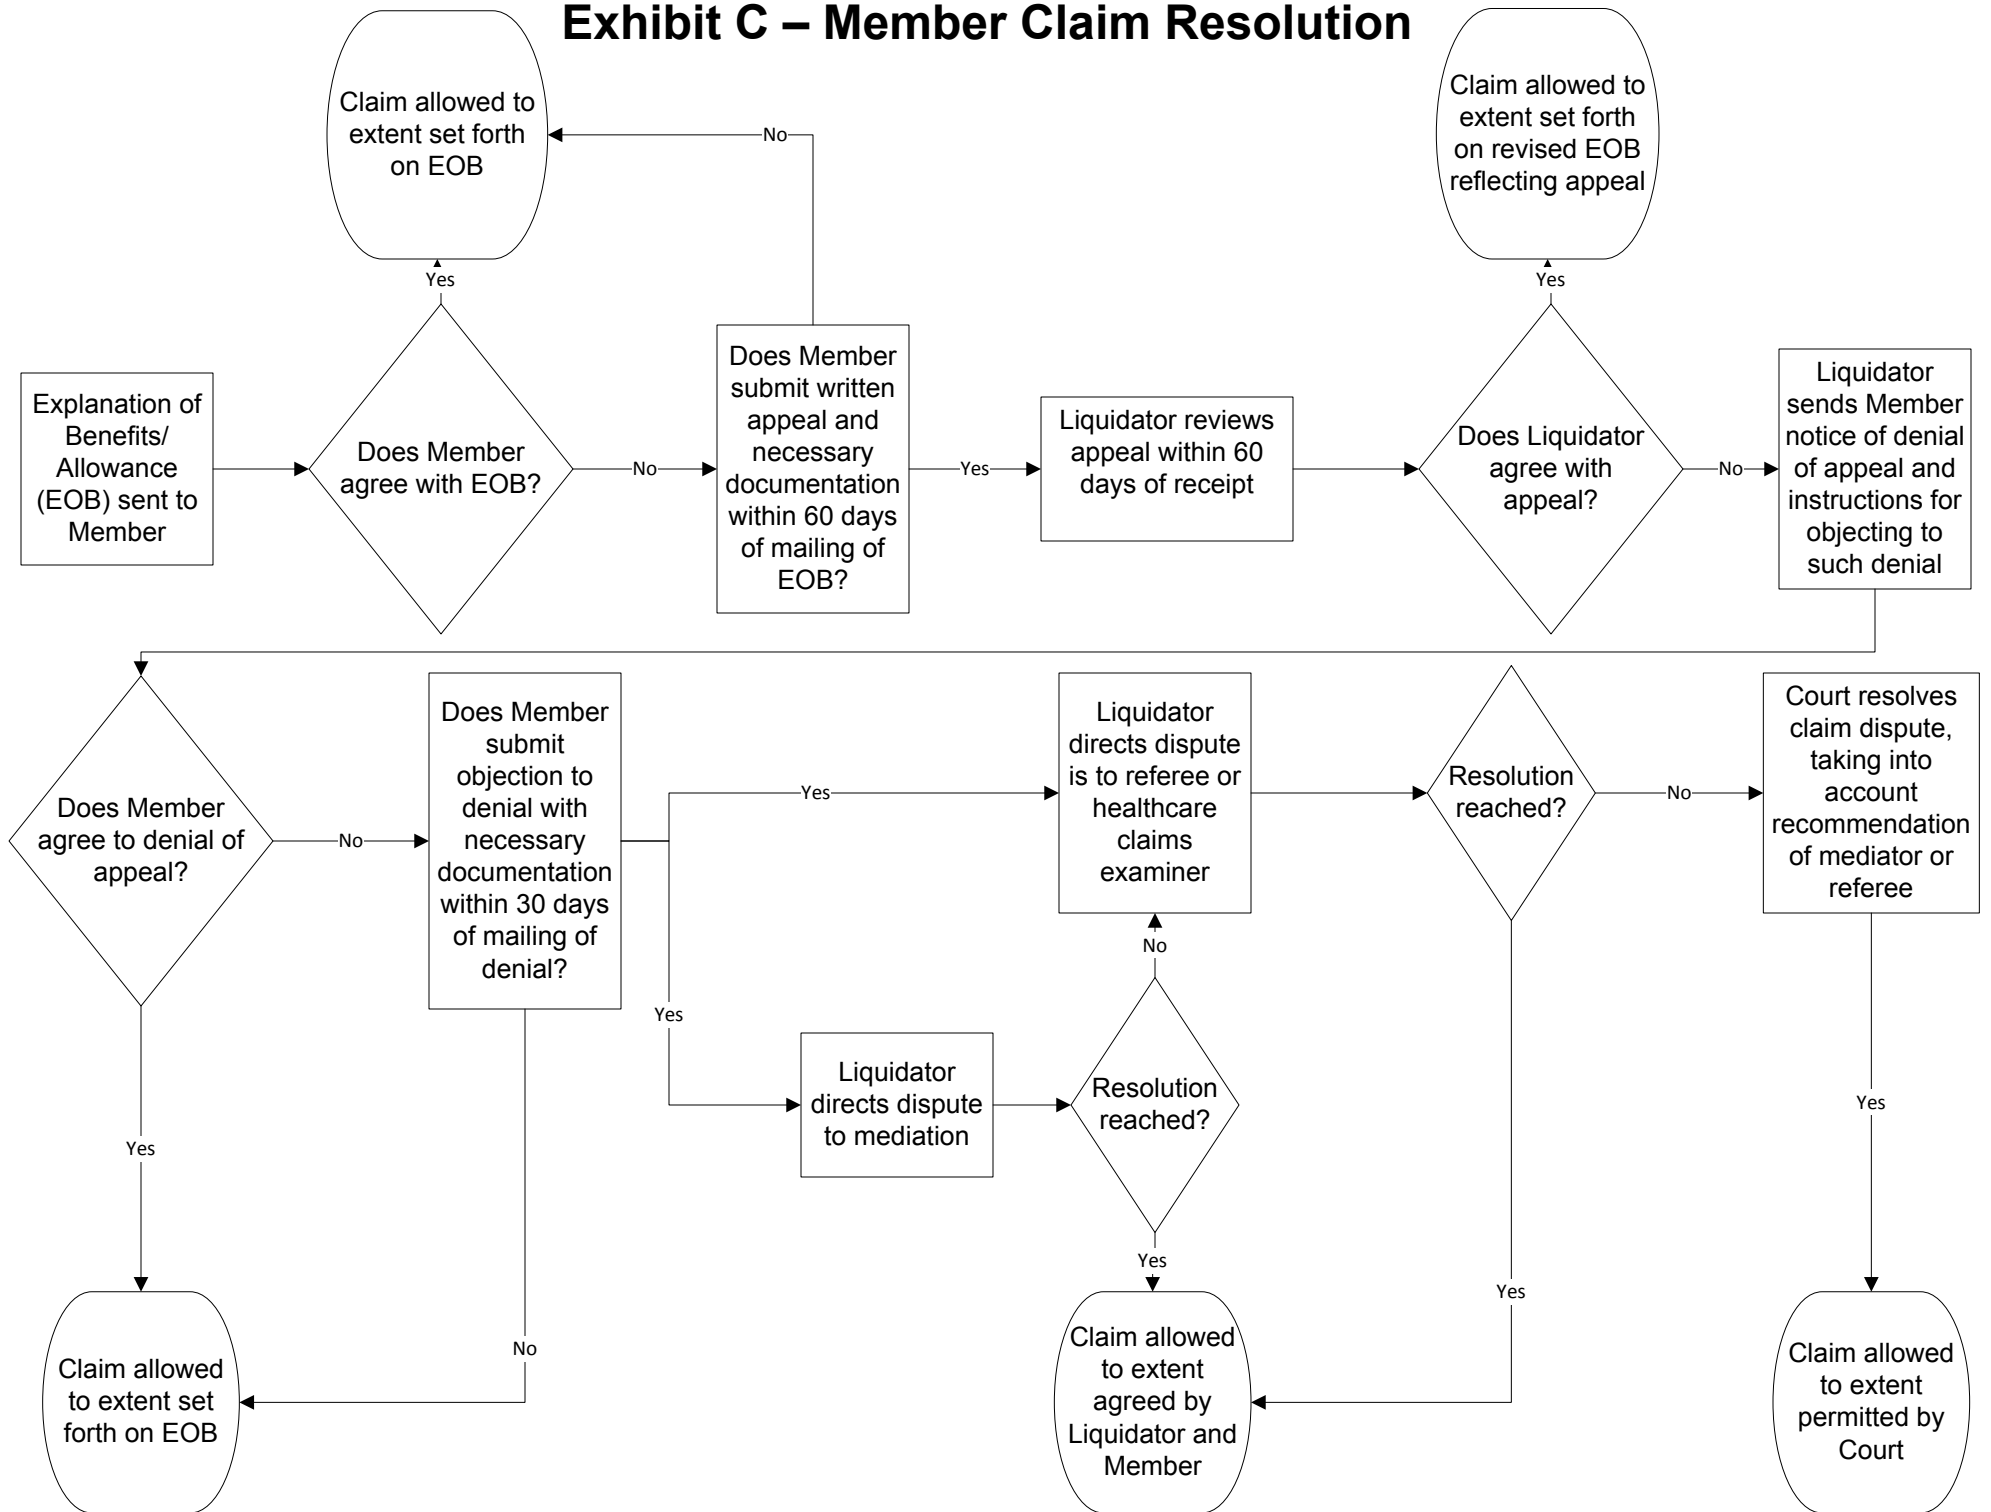 Exhibit C – Member Claim Resolution
Claim allowed to
extent set forth
on EOB
No
Claim allowed to
extent set forth
on revised EOB
reflecting appeal
Yes
Yes
Explanation of
Benefits/
Allowance
(EOB) sent to
Member
Does Member
agree with EOB?
No
Does Member
submit written
appeal and
necessary
documentation
within 60 days
of mailing of
EOB?
Yes
Liquidator reviews
appeal within 60
days of receipt
Does Liquidator
agree with
appeal?
No
Liquidator
sends Member
notice of denial
of appeal and
instructions for
objecting to
such denial
Does Member
agree to denial of
appeal?
No
Does Member
submit
objection to
denial with
necessary
documentation
within 30 days
of mailing of
denial?
Yes
Liquidator
directs dispute
is to referee or
healthcare
claims
examiner
Resolution
reached?
No
Court resolves
claim dispute,
taking into
account
recommendation
of mediator or
referee
No
Yes
Liquidator
directs dispute
to mediation
Resolution
reached?
Yes
Yes
Yes
Yes
No
Claim allowed
to extent set
forth on EOB
Claim allowed
to extent
agreed by
Liquidator and
Member
Claim allowed
to extent
permitted by
Court